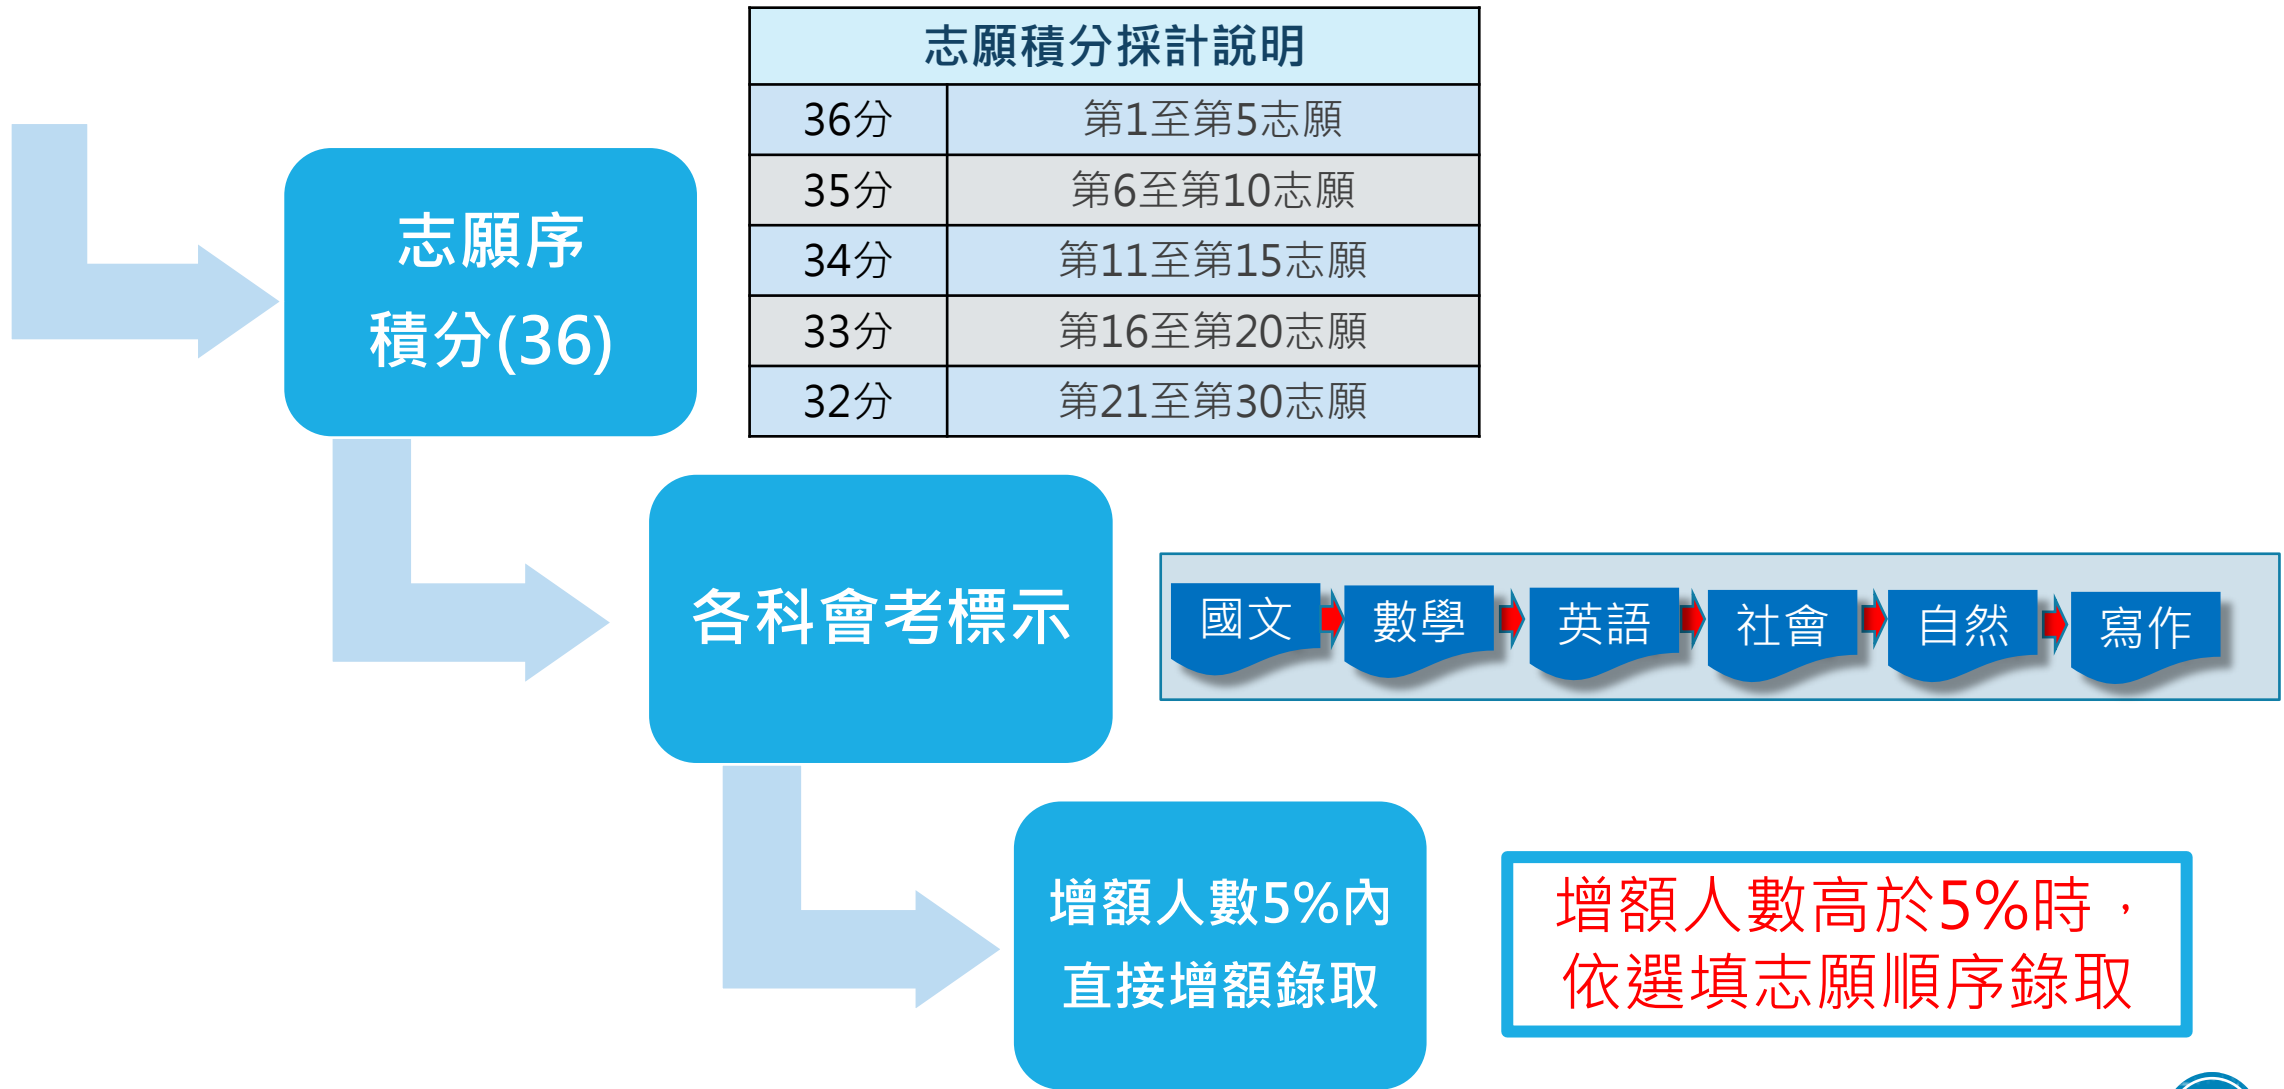 志願積分採計說明
36分 第1至第5志願
35分 第6至第10志願
34分 第11至第15志願
33分 第16至第20志願
32分 第21至第30志願
志願序
積分(36)
各科會考標示
國文 數學 英語 社會 自然 寫作
增額人數5%內
直接增額錄取
增額人數高於5%時，
依選填志願順序錄取